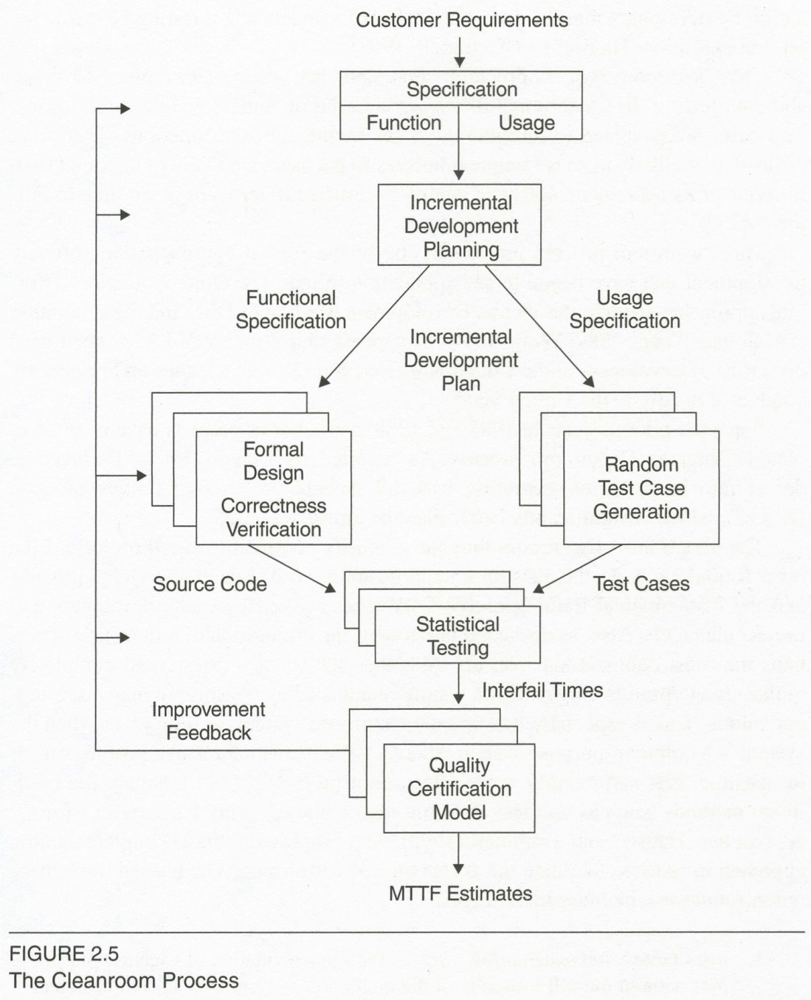 Customer Requirements
Specification
Function Usage
Incremental
Development
Planning
Functional
Specification
Usage
Specification
Incremental
Development
Plan
Formal
Design
Correctness
Verification
Random
Test Case
Generation
Source Code
Test Cases
Statistical
Testing
Interfail Times
Improvement
Feedback
Quality
Certification
Model
MTTF Estimates
FIGURE 2.5
The Cleanroom Process